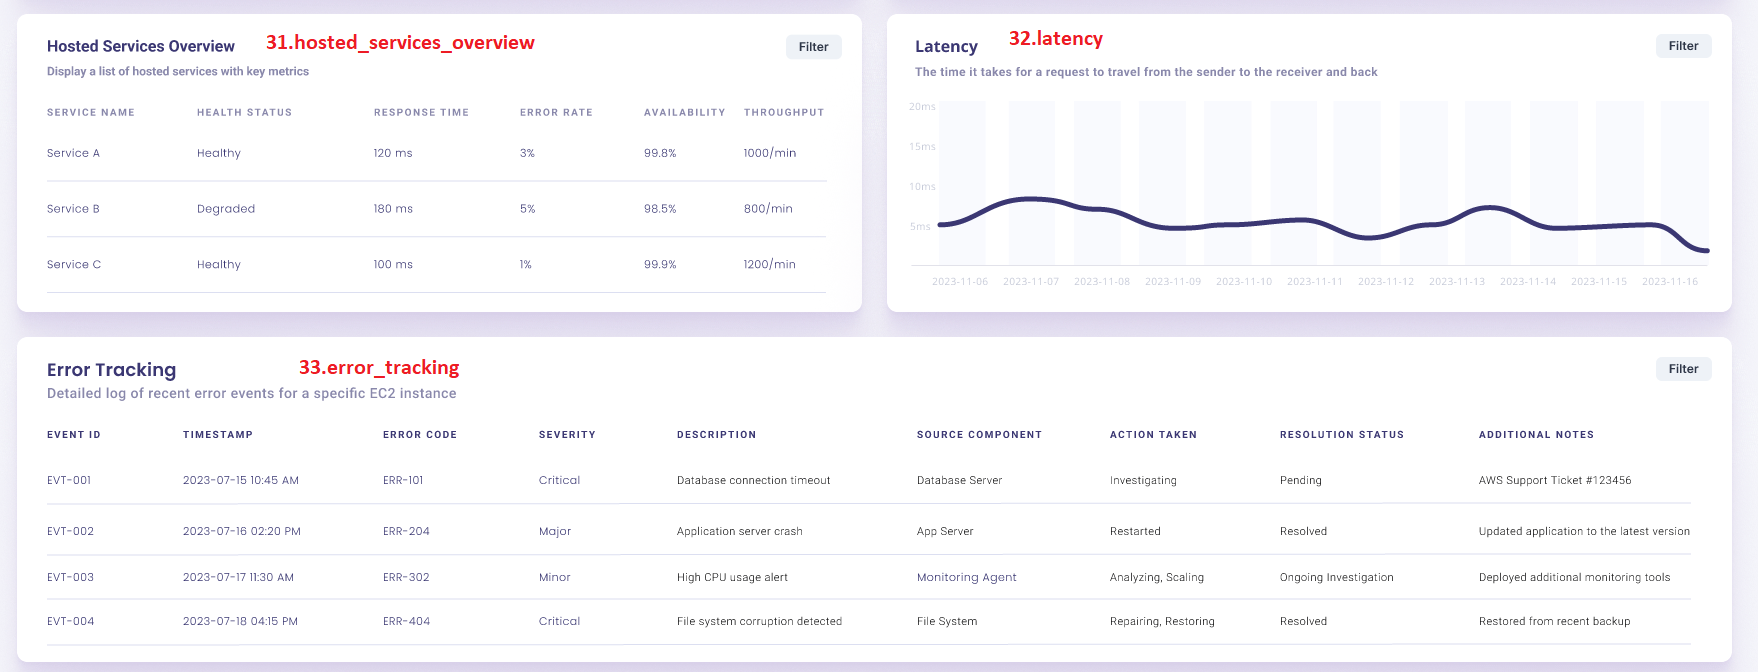 Hosted Services Overview
31.hosted_services_overview
Filter
Display a list of hosted services with key metrics
SERVICE NAME HEALTH STATUS RESPONSE TIME ERROR RATE AVAILABILITY THROUGHPUT
Service A Healthy 120 ms 3% 99.8% 1000/min
Service B Degraded 180 ms 5% 98.5% 800/min
Service C Healthy 100 ms 1% 99.9% 1200/min
Latency
32.latency
Filter
The time it takes for a request to travel from the sender to the receiver and back
20ms
15ms
10ms
5ms
2023-11-06 2023-11-07 2023-11-08 2023-11-09 2023-11-10 2023-11-11 2023-11-12 2023-11-13 2023-11-14 2023-11-15 2023-11-16
Error Tracking
33.error_tracking
Filter
Detailed log of recent error events for a specific EC2 instance
EVENT ID TIMESTAMP ERROR CODE SEVERITY DESCRIPTION SOURCE COMPONENT ACTION TAKEN RESOLUTION STATUS ADDITIONAL NOTES
EVT-001 2023-07-15 10:45 AM ERR-101 Critical Database connection timeout Database Server Investigating Pending AWS Support Ticket #123456
EVT-002 2023-07-16 02:20 PM ERR-204 Major Application server crash App Server Restarted Resolved Updated application to the latest version
EVT-003 2023-07-17 11:30 AM ERR-302 Minor High CPU usage alert Monitoring Agent Analyzing, Scaling Ongoing Investigation Deployed additional monitoring tools
EVT-004 2023-07-18 04:15 PM ERR-404 Critical File system corruption detected File System Repairing, Restoring Resolved Restored from recent backup